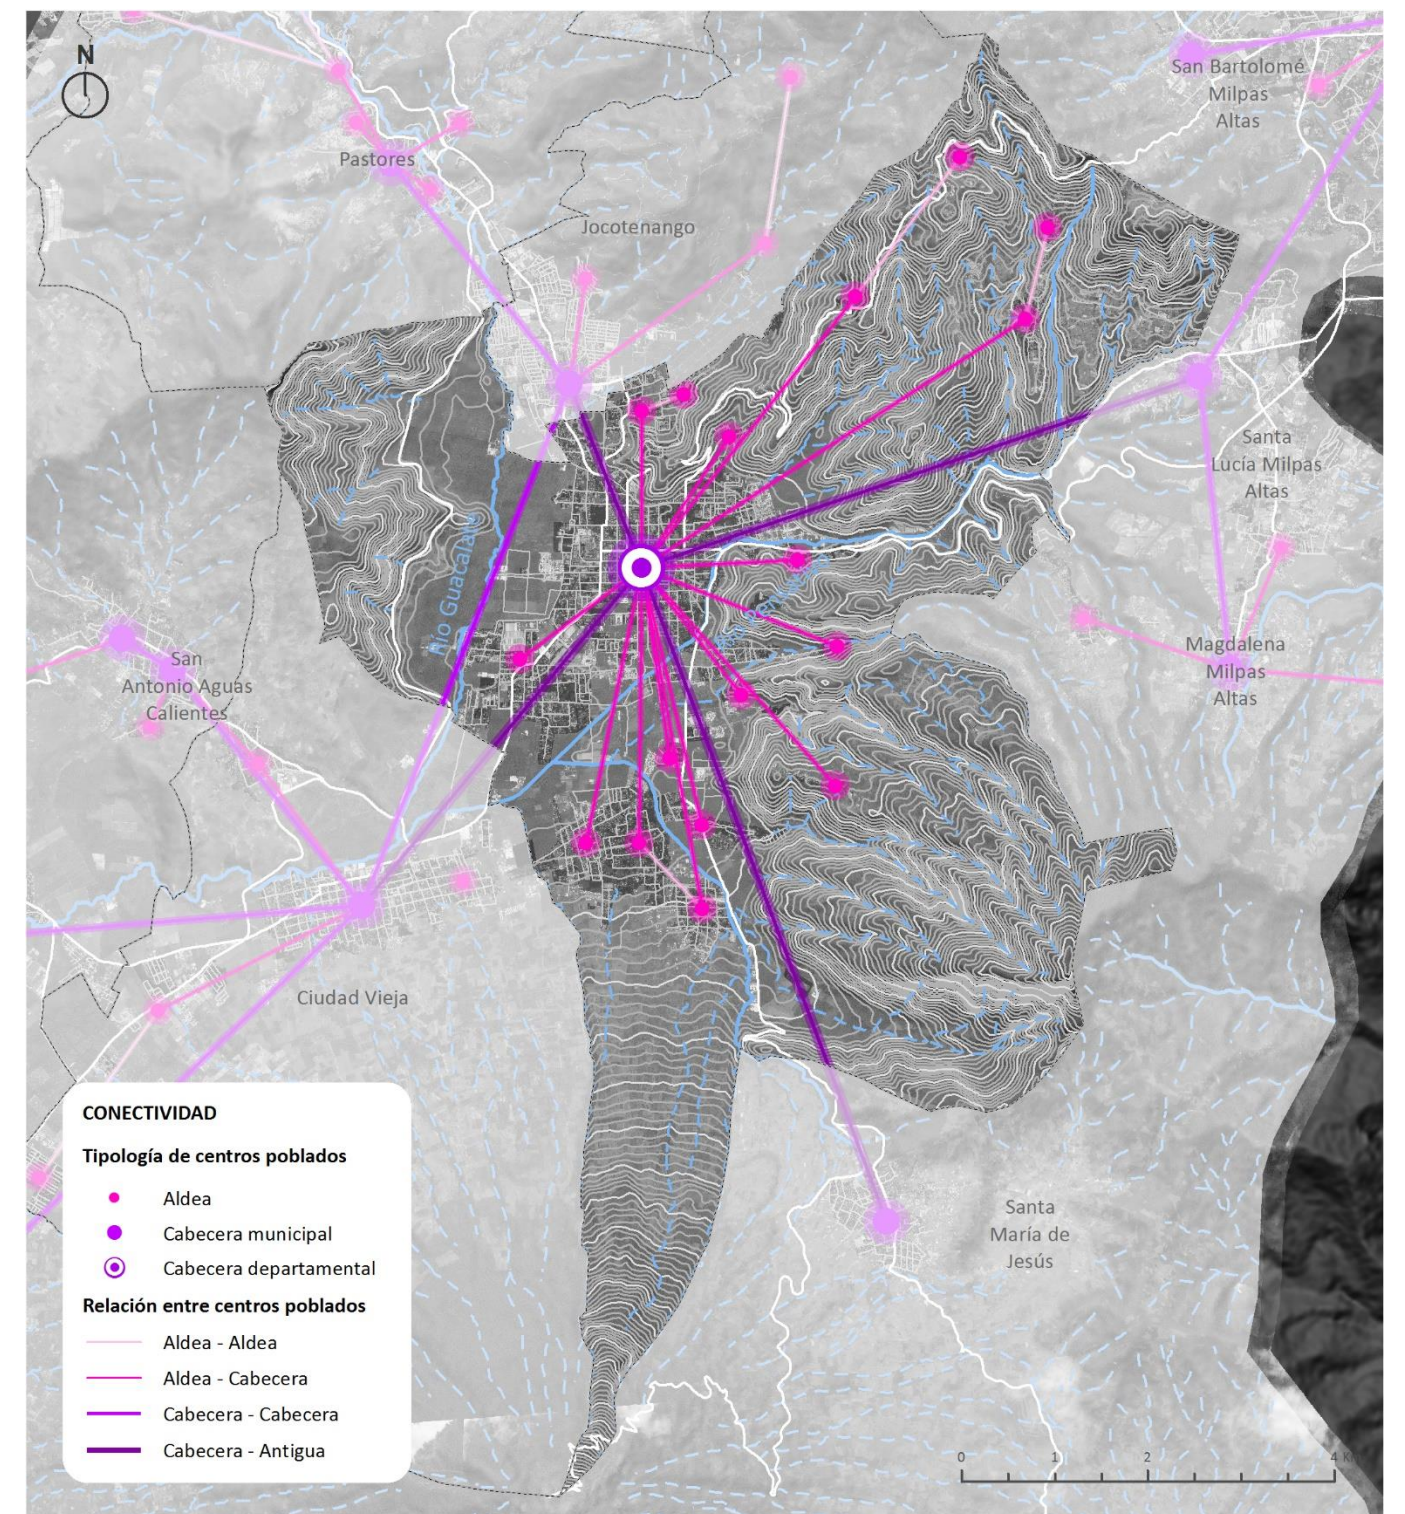 N
San Bartolomé
Milpas
Altas
Pastores
Jocotenango
Santa
Lucía Milpas
Altas
Río Guacalate
San
Antonio Aguas
Calientes
Magdalena
Milpas
Altas
Ciudad Vieja
Santa
María de
Jesús
CONECTIVIDAD
Tipología de centros poblados
Aldea
Cabecera municipal
Cabecera departamental
Relación entre centros poblados
Aldea - Aldea
Aldea - Cabecera
Cabecera - Cabecera
Cabecera - Antigua
0 1 2 4 Km